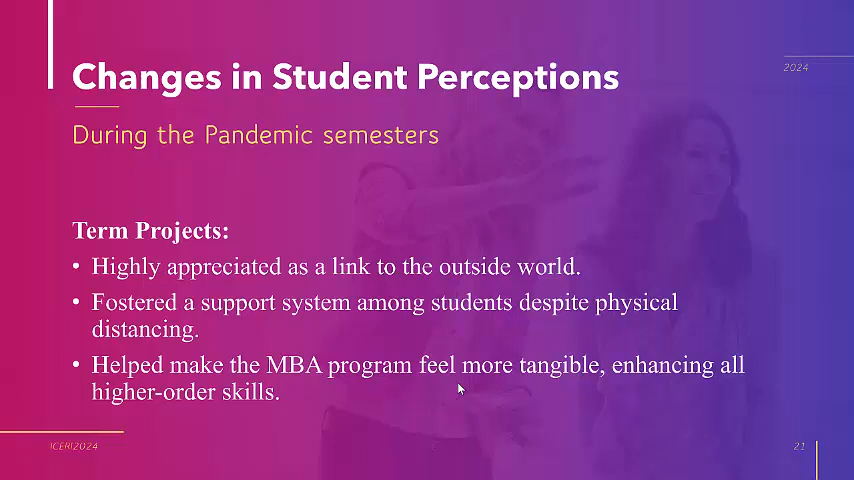 Changes in Student Perceptions
2024
During the Pandemic semesters
Term Projects:
• Highly appreciated as a link to the outside world.
• Fostered a support system among students despite physical
distancing.
• Helped make the MBA program feel more tangible, enhancing all
higher-order skills.
ICERI2024
21